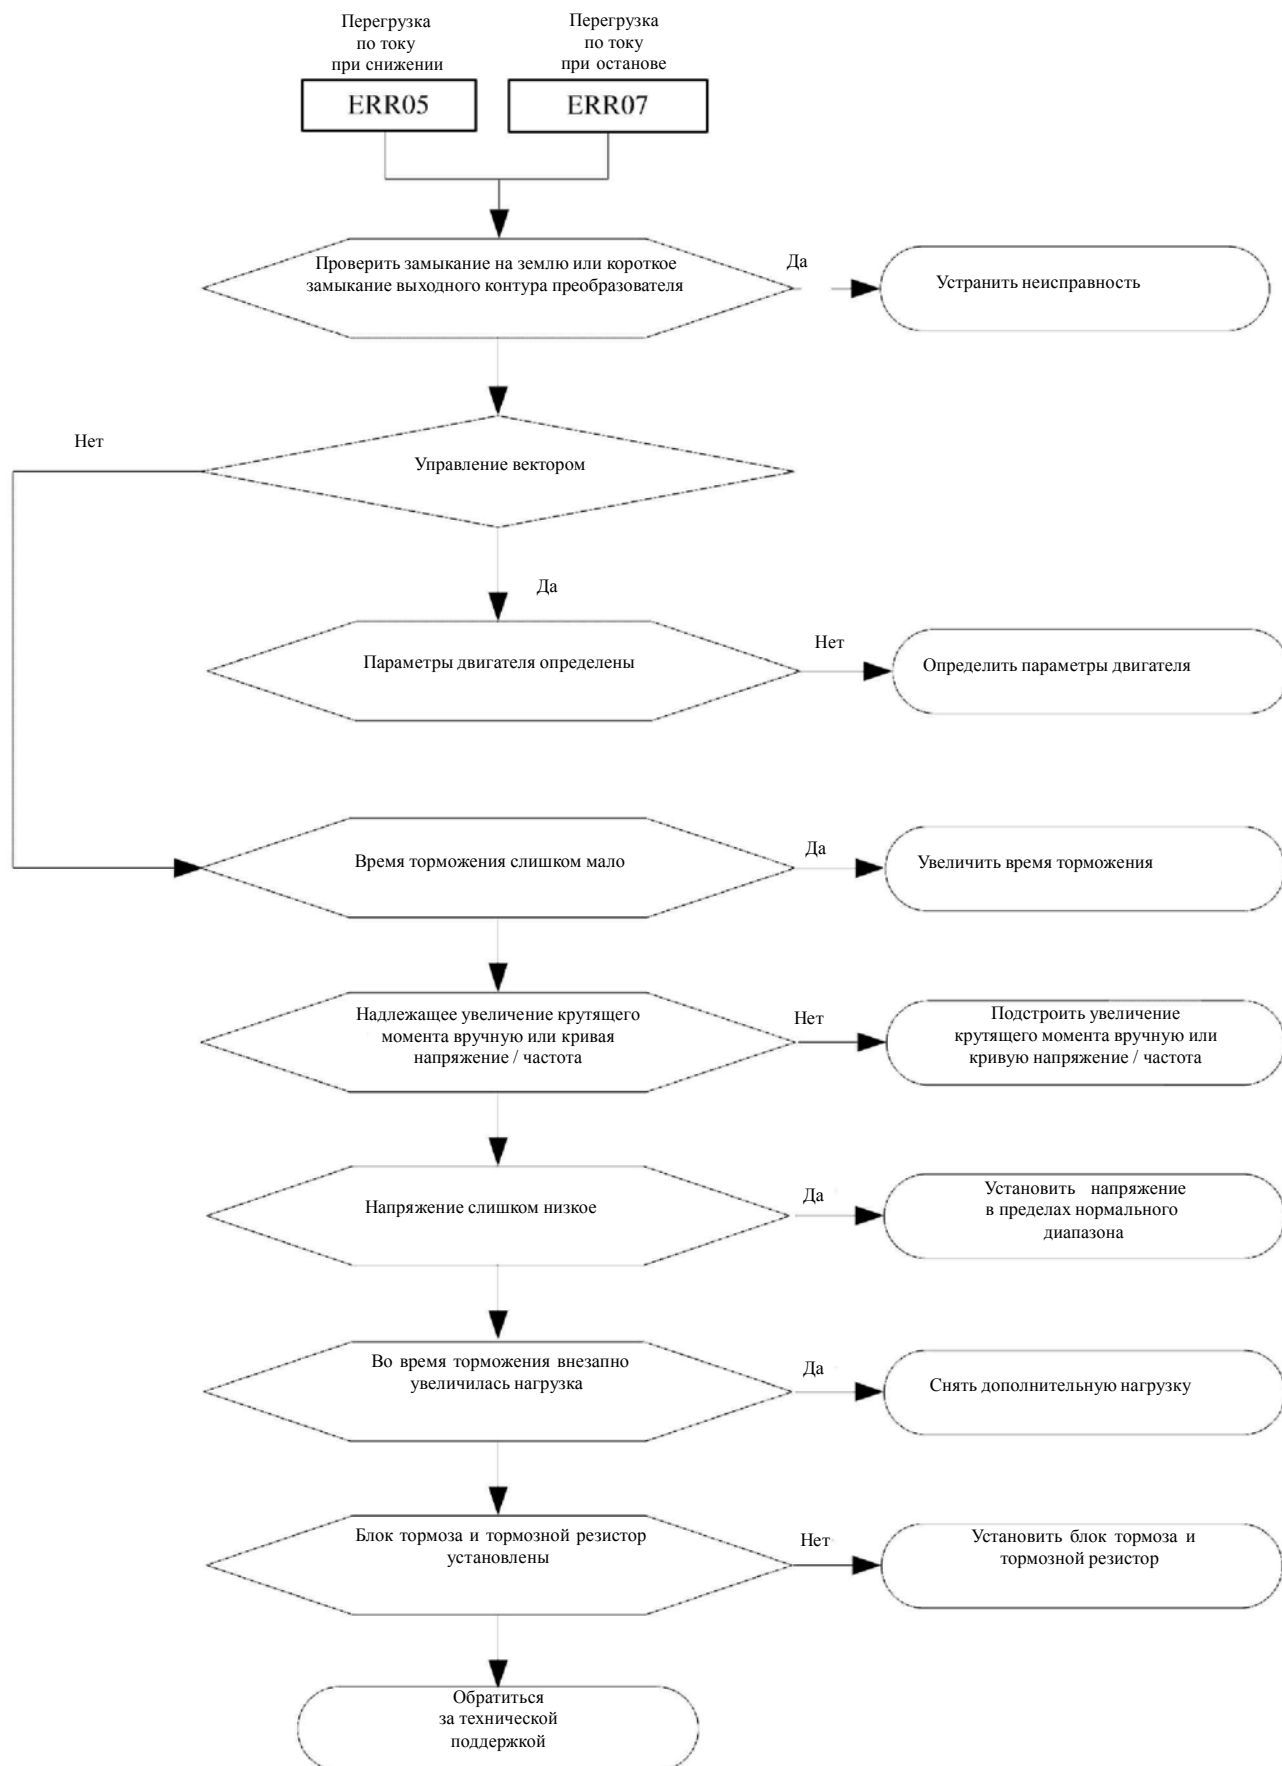 Перегрузка
по току
при снижении
Перегрузка
по току
при останове
ERR05
ERR07
Проверить замыкание на землю или короткое
замыкание выходного контура преобразователя
Да
Устранить неисправность
Нет
Управление вектором
Да
Параметры двигателя определены
Нет
Определить параметры двигателя
Время торможения слишком мало
Да
Увеличить время торможения
Надлежащее увеличение крутящего
момента вручную или кривая
напряжение / частота
Нет
Подстроить увеличение
крутящего момента вручную или
кривую напряжение / частота
Напряжение слишком низкое
Да
Установить напряжение
в пределах нормального
диапазона
Во время торможения внезапно
увеличилась нагрузка
Да
Снять дополнительную нагрузку
Блок тормоза и тормозной резистор
установлены
Нет
Установить блок тормоза и
тормозной резистор
Обратиться
за технической
поддержкой